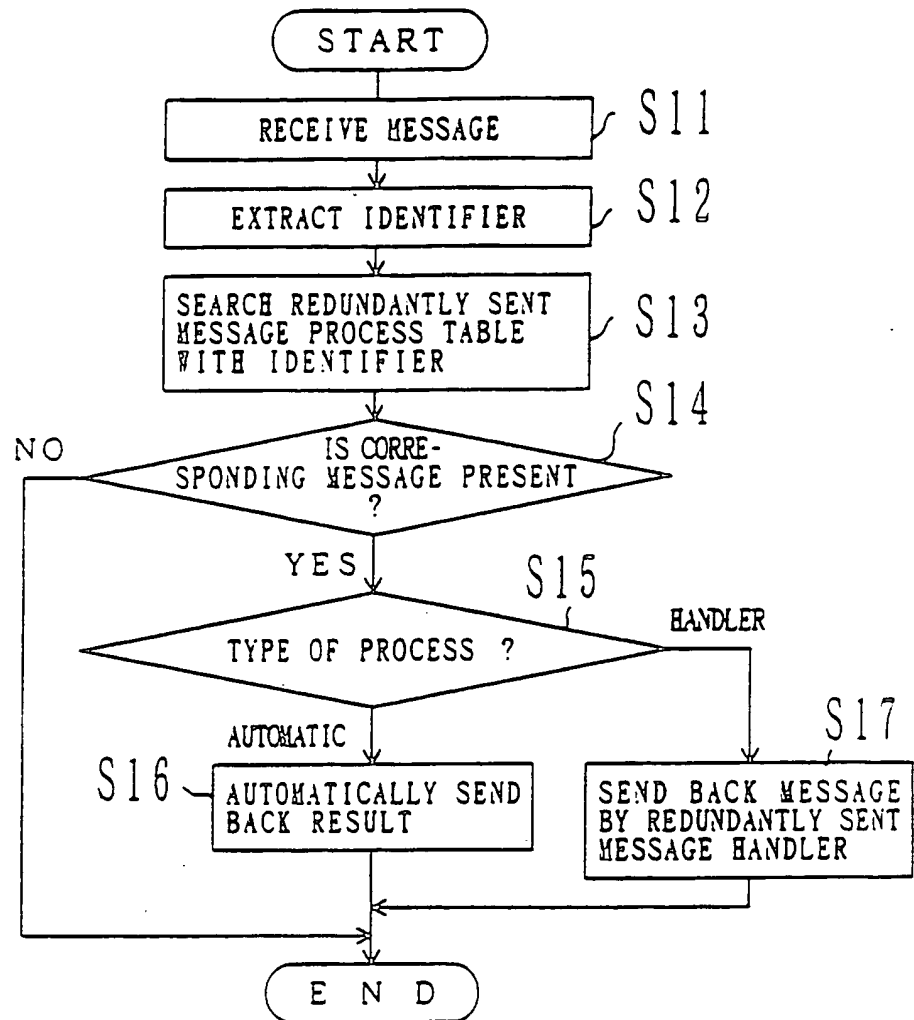 START
RECEIVE MESSAGE
S11
EXTRACT IDENTIFIER
S12
SEARCH REDUNDANTLY SENT
MESSAGE PROCESS TABLE
WITH IDENTIFIER
S13
S14
NO
IS CORRE-
SPONDING MESSAGE PRESENT
?
YES
S15
HANDLER
TYPE OF PROCESS ?
AUTOMATIC
S16
AUTOMATICALLY SEND
BACK RESULT
S17
SEND BACK MESSAGE
BY REDUNDANTLY SENT
MESSAGE HANDLER
END